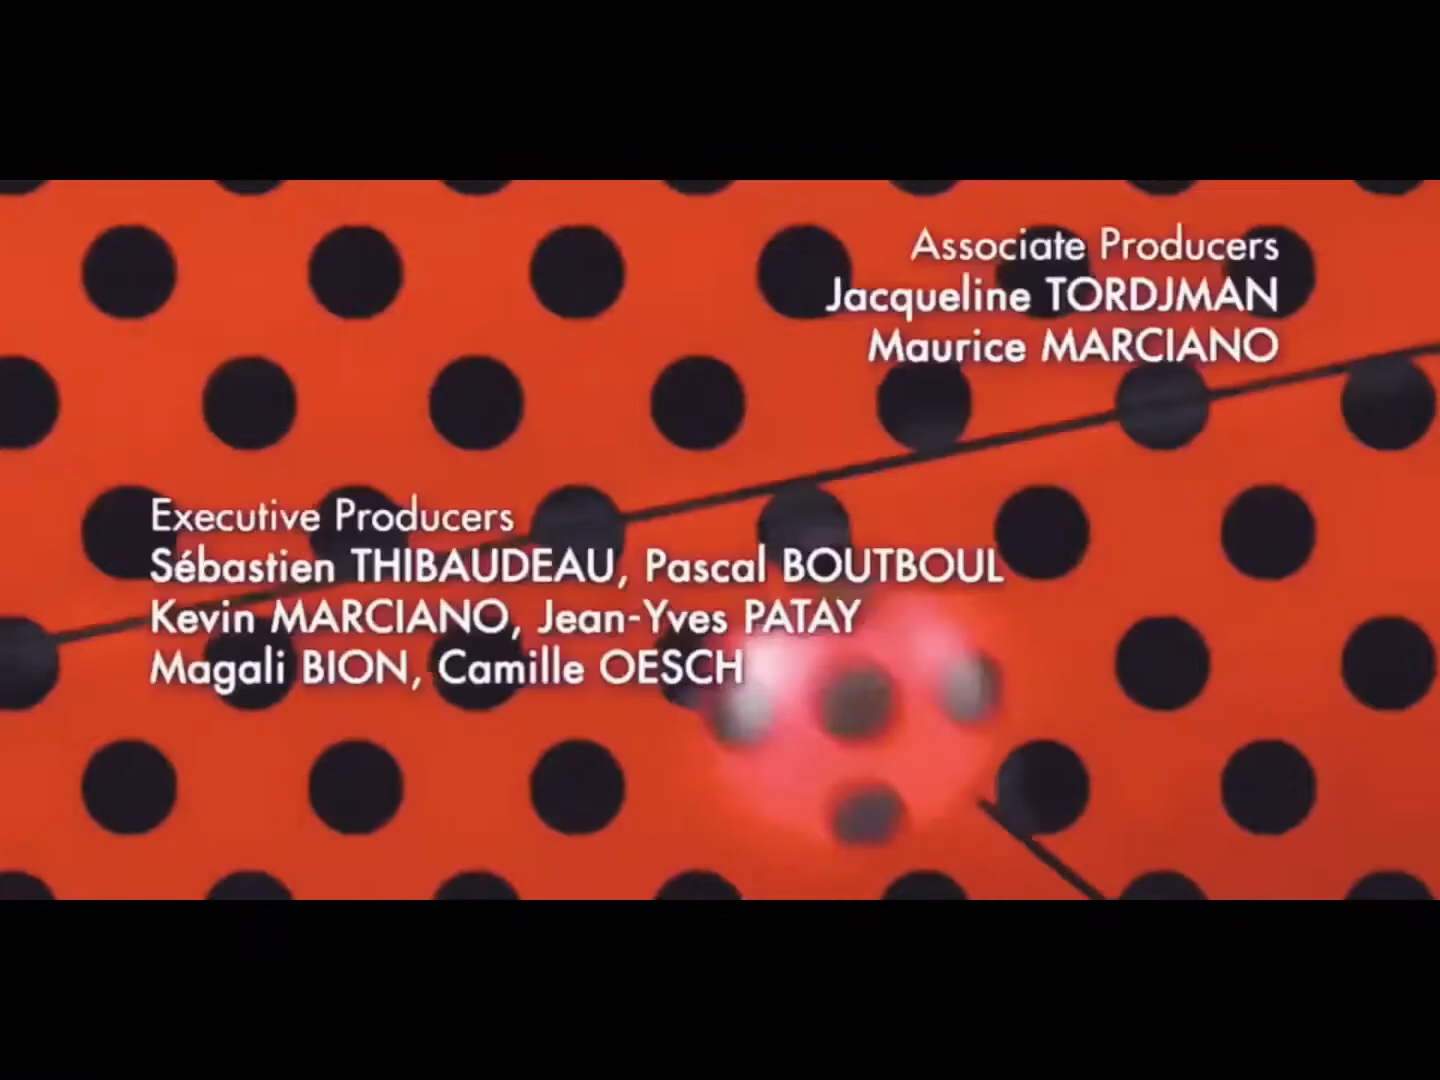 Associate Producers
Jacqueline TORDJMAN
Maurice MARCIANO
Executive Producers
Sébastien THIBAUDEAU, Pascal BOUTBOUL
Kevin MARCIANO, Jean-Yves PATAY
Magali BION, Camille OESCH